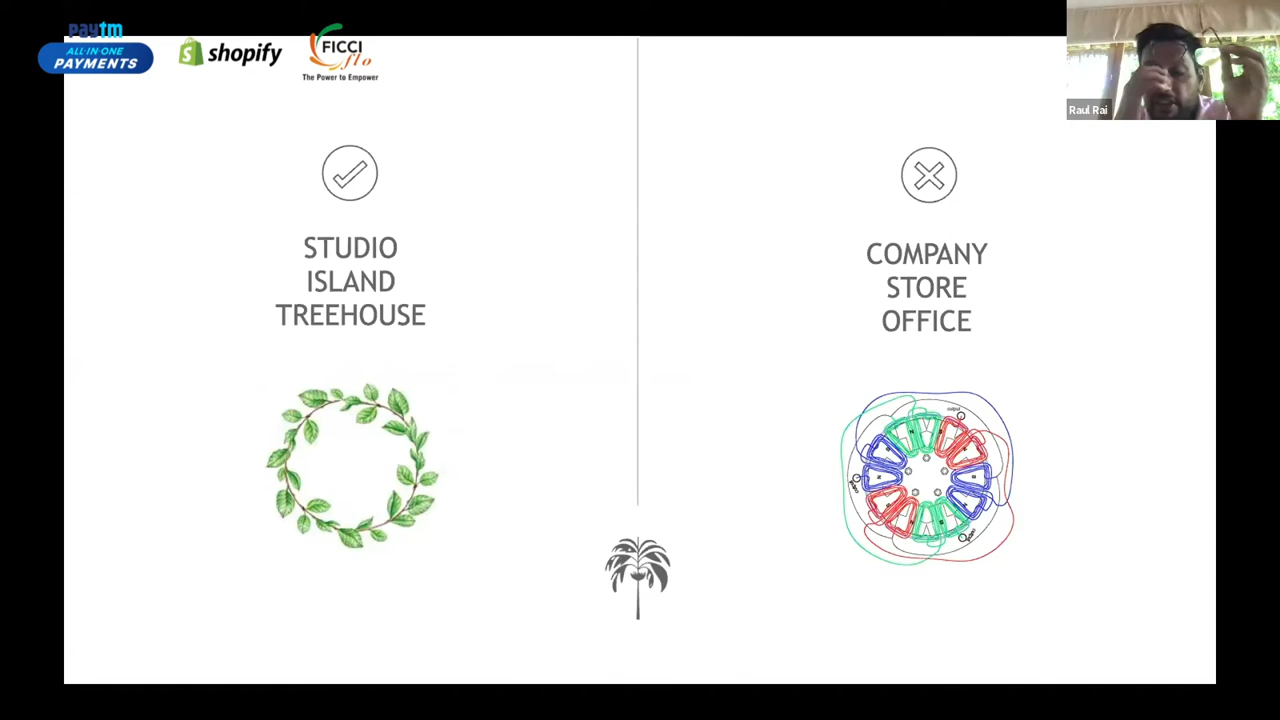 paytm
ALL-IN-ONE
PAYMENTS
shopify
FICCI
flo
The Power to Empower
Raul Rai
STUDIO
ISLAND
TREEHOUSE
COMPANY
STORE
OFFICE
output